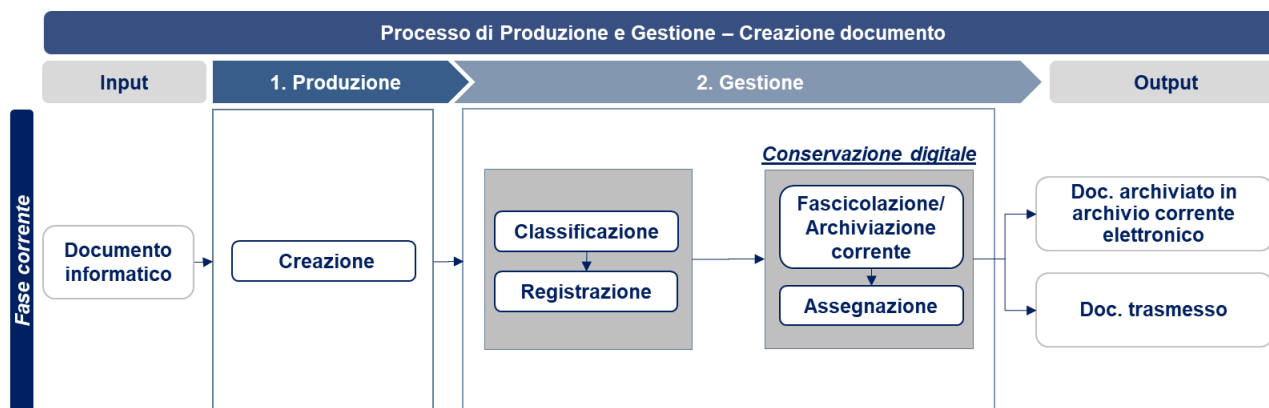 Processo di Produzione e Gestione – Creazione documento
Input
1. Produzione
2. Gestione
Output
Fase corrente
Documento
informatico
Creazione
Classificazione
Registrazione
Conservazione digitale
Fascicolazione/
Archiviazione
corrente
Assegnazione
Doc. archiviato in
archivio corrente
elettronico
Doc. trasmesso